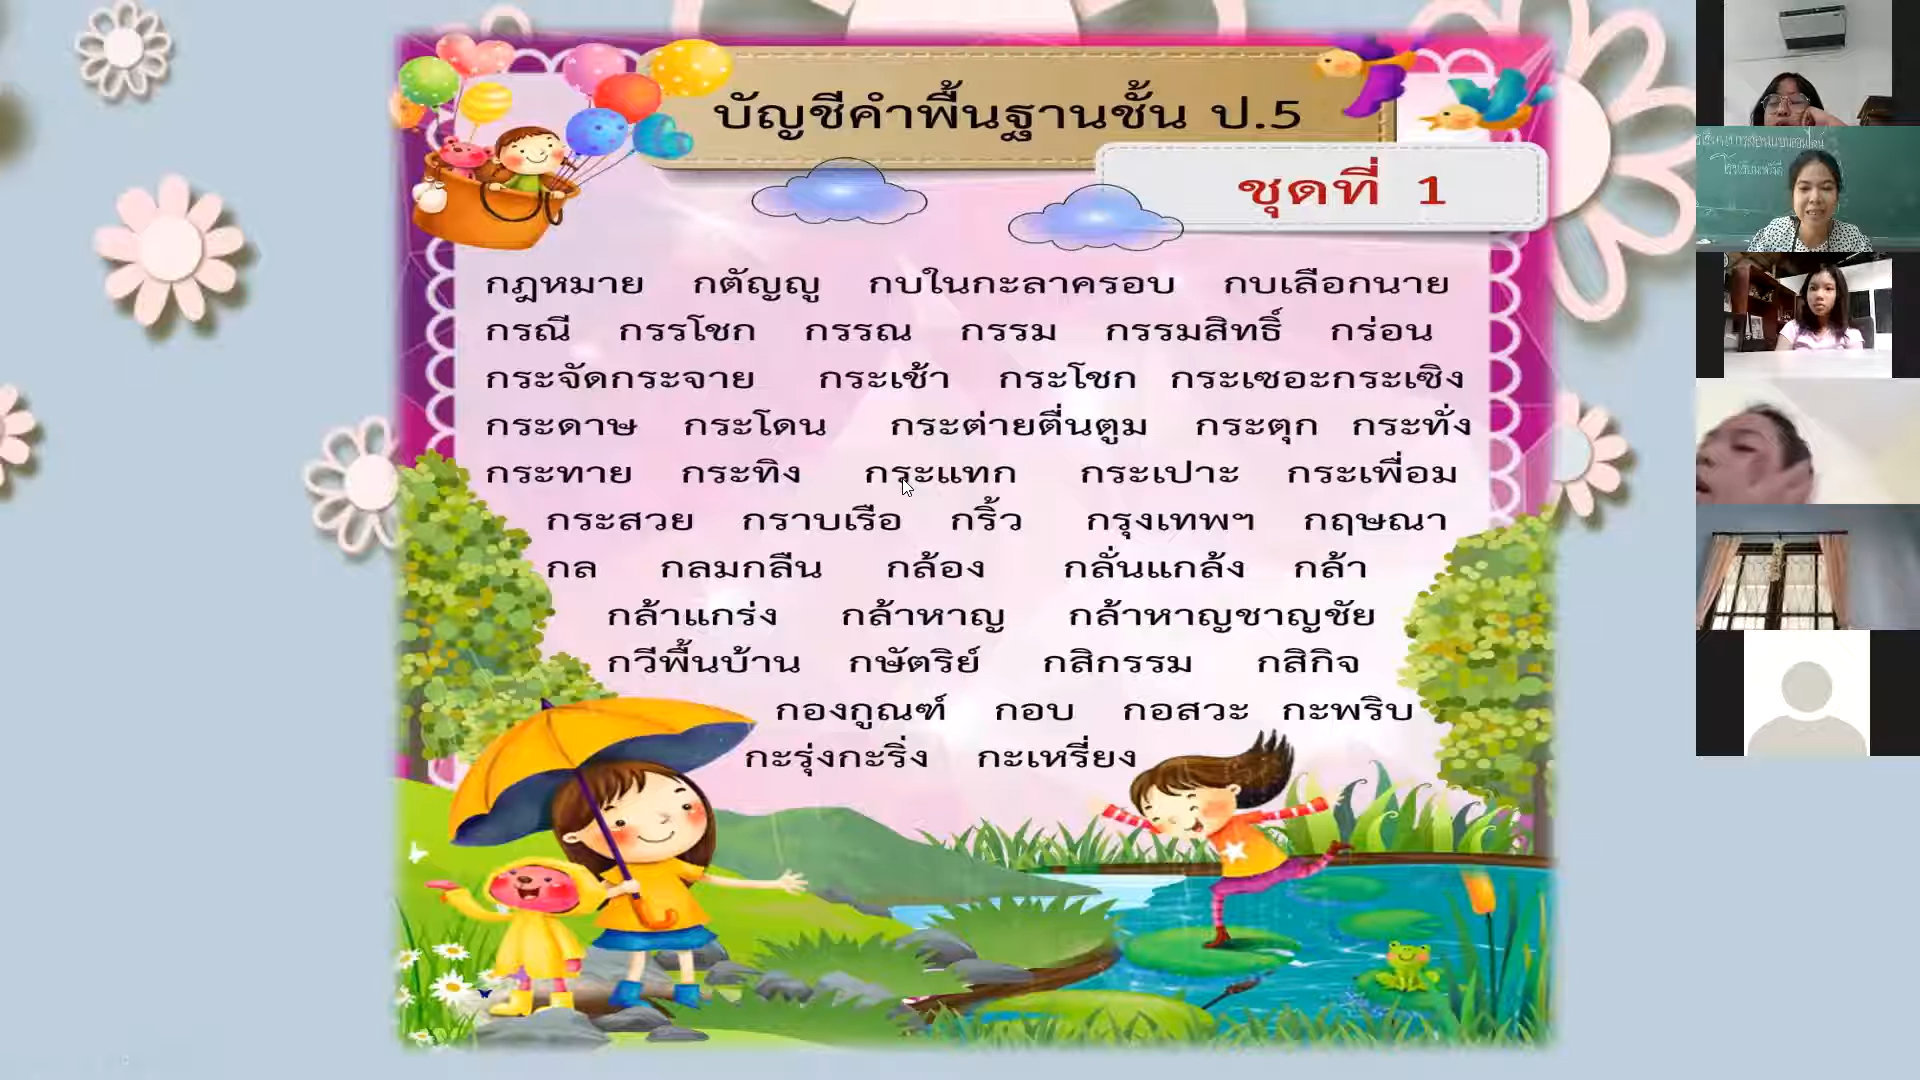 บัญชีคำพื้นฐานชั้น ป.5
ชุดที่ 1
กฎหมาย กตัญญู กบในกะลาครอบ กบเลือกนาย
กรณี กรรโชก กรรณ กรรม กรรมสิทธิ์ กร่อน
กระจัดกระจาย กระเช้า กระโชก กระเซอะกระเซิง
กระดาษ กระโดน กระต่ายตื่นตูม กระตุก กระทั่ง
กระทาย กระทิง กระแทก กระเปาะ กระเพื่อม
กระสวย กราบเรือ กริ้ว กรุงเทพฯ กฤษณา
กล กลมกลืน กล้อง กลั่นแกล้ง กล้า
กล้าแกร่ง กล้าหาญ กล้าหาญชาญชัย
กวีพื้นบ้าน กษัตริย์ กสิกรรม กสิกิจ
กองกูณฑ์ กอบ กอสวะ กะพริบ
กะรุ่งกะริ่ง กะเหรี่ยง